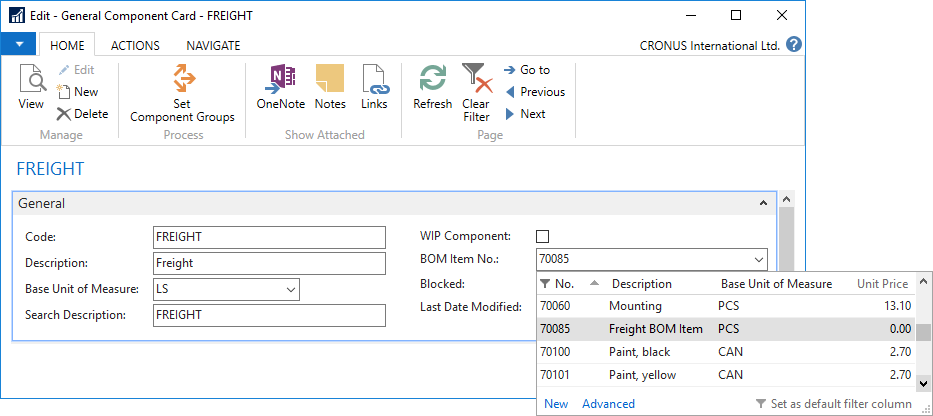 Edit - General Component Card - FREIGHT
HOME ACTIONS NAVIGATE CRONUS International Ltd. ?
View Edit New Delete
Manage
Set Component Groups
Process
OneNote Notes Links
Show Attached
Refresh Clear Filter Go to Previous Next
Page
FREIGHT
General
Code: FREIGHT
Description: Freight
Base Unit of Measure: LS
Search Description: FREIGHT
WIP Component:
BOM Item No.: 70085
Blocked:
Last Date Modified:
No. Description Base Unit of Measure Unit Price
70060 Mounting PCS 13.10
70085 Freight BOM Item PCS 0.00
70100 Paint, black CAN 2.70
70101 Paint, yellow CAN 2.70
New Advanced Set as default filter column